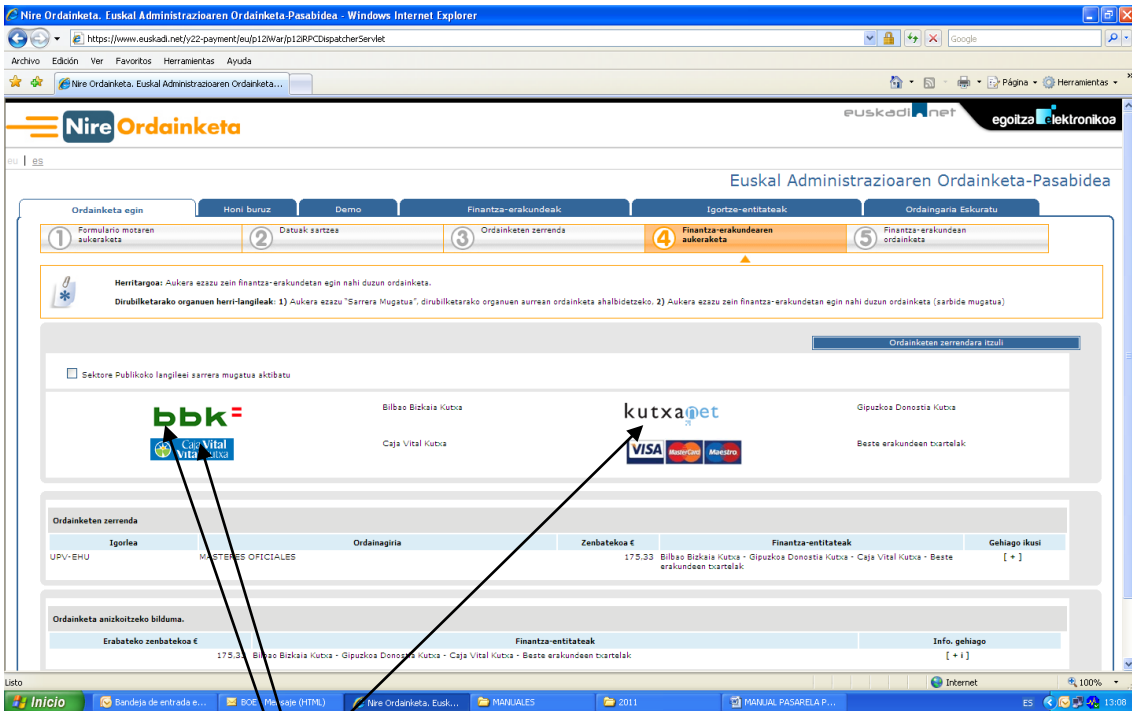 Nire Ordainketa. Euskal Administrazioaren Ordainketa-Pasabidea - Windows Internet Explorer
https://www.euskadi.net/y22-payment/eu/p12iWar/p12iRPCDispatcherServlet
Google
Archivo Edición Ver Favoritos Herramientas Ayuda
Nire Ordainketa. Euskal Administrazioaren Ordainketa...
Página
Herramientas
Nire Ordainketa
euskadi net
egoitza elektronikoa
eu | es
Euskal Administrazioaren Ordainketa-Pasabidea
Ordainketa egin Honi buruz Demo Finantza-erakundeak Igortze-entitateak Ordaingaria Eskuratu
1 Formulario motaren aukeraketa
2 Datuak sartzea
3 Ordainketen zerrenda
4 Finantza-erakundearen aukeraketa
5 Finantza-erakundean ordainketa
Herritargoa: Aukera ezazu zein finantza-erakundetan egin nahi duzun ordainketa.
Dirubilketarako organuen herri-langileak: 1) Aukera ezazu "Sarrera Mugatua", dirubilketarako organuen aurrean ordainketa ahalbidetzeko. 2) Aukera ezazu zein finantza-erakundetan egin nahi duzun ordainketa (sarbide mugatua)
Ordainketen zerrendara itzuli
Sektore Publikoko langileei sarrera mugatua aktibatu
bbk Bilbao Bizkaia Kutxa kutxanet Gipuzkoa Donostia Kutxa
Caja Vital
Vital Kutxa
Caja Vital Kutxa VISA MasterCard Maestro Beste erakundeen txartelak
Ordainketen zerrenda
Igorlea Ordainagiria Zenbatekoa € Finantza-entitateak Gehiago ikusi
UPV-EHU MASTERES OFICIALES 175,33 Bilbao Bizkaia Kutxa - Gipuzkoa Donostia Kutxa - Caja Vital Kutxa - Beste [ + ]
erakundeen txartelak
Ordainketa anizkoitzeko bilduma.
Erabateko zenbatekoa € Finantza-entitateak Info. gehiago
175,33 Bilbao Bizkaia Kutxa - Gipuzkoa Donostia Kutxa - Caja Vital Kutxa - Beste erakundeen txartelak [ + i ]
Listo Internet 100%
Inicio Bandeja de entrada e... BOE - Mensaje (HTML) Nire Ordainketa. Eusk... MANUALES 2011 MANUAL PASARELA P... ES 13:08